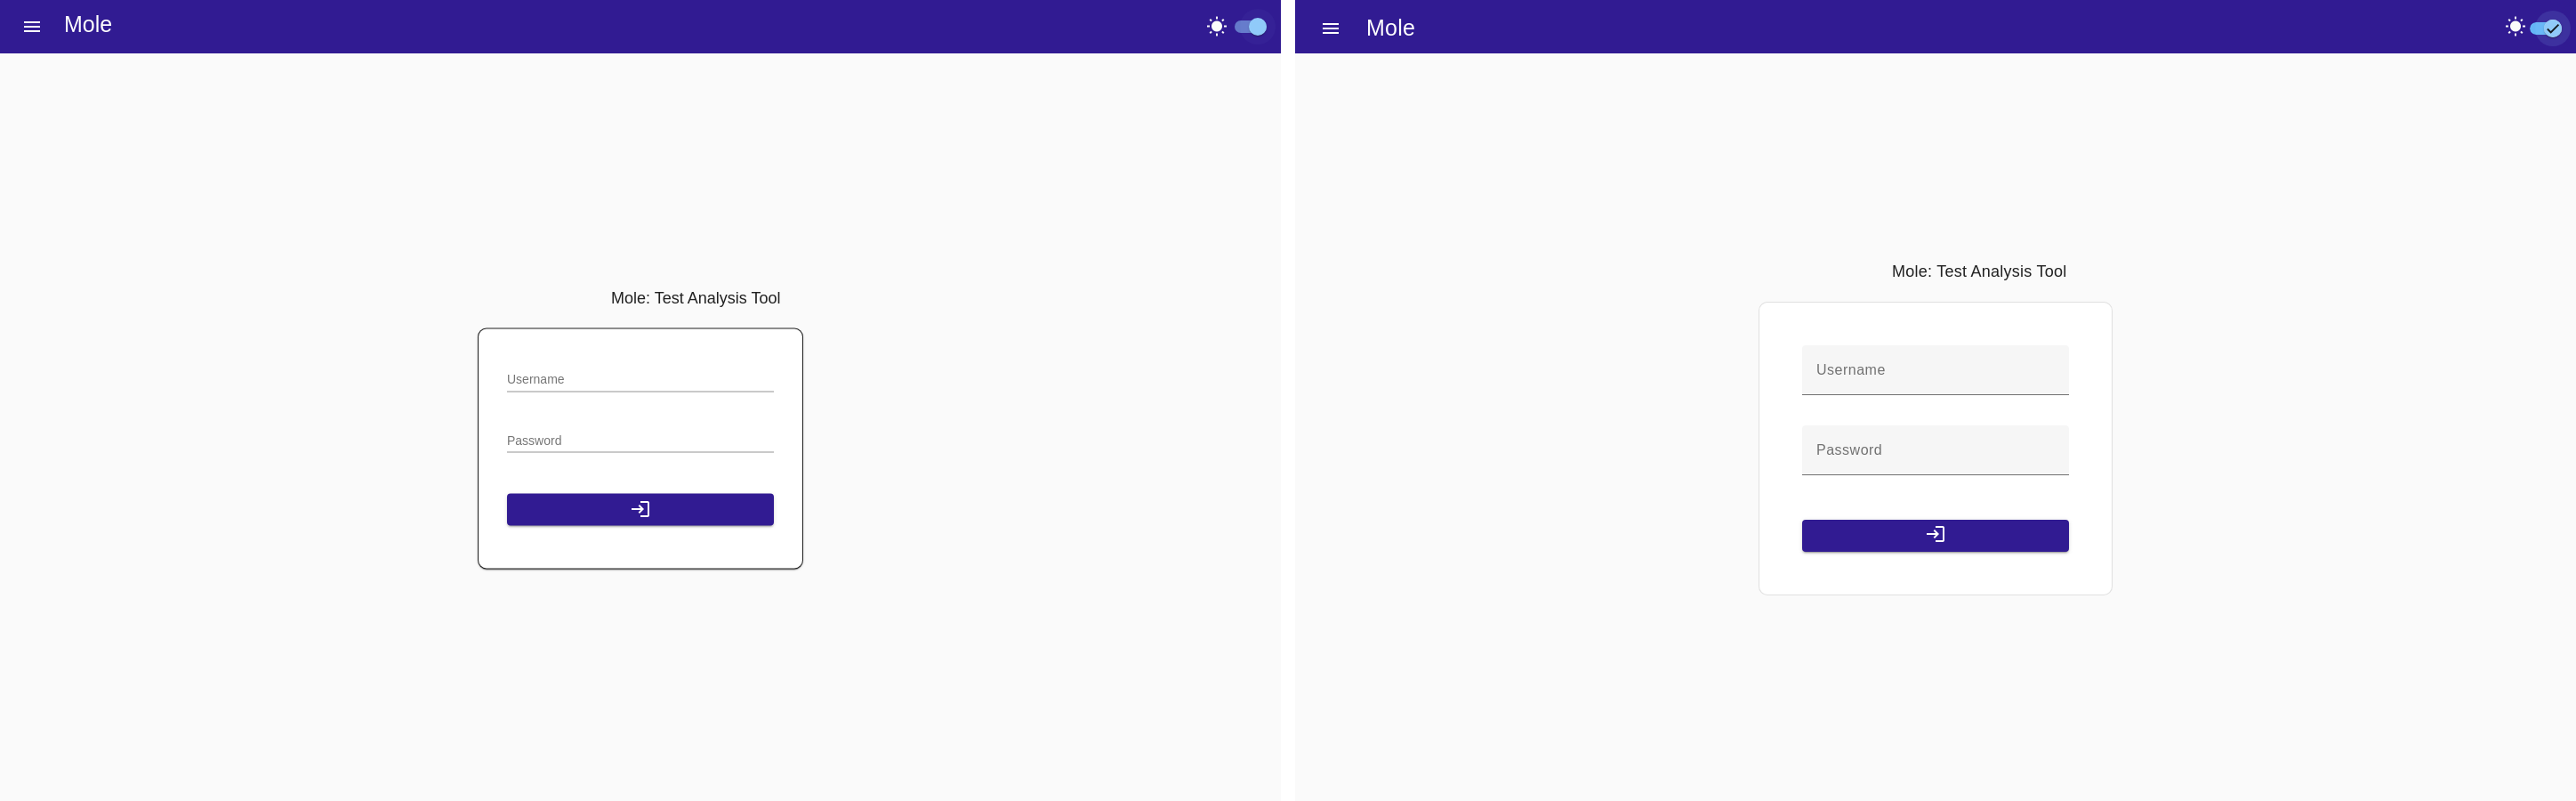 Mole
Mole: Test Analysis Tool
Username
Password
Mole
Mole: Test Analysis Tool
Username
Password